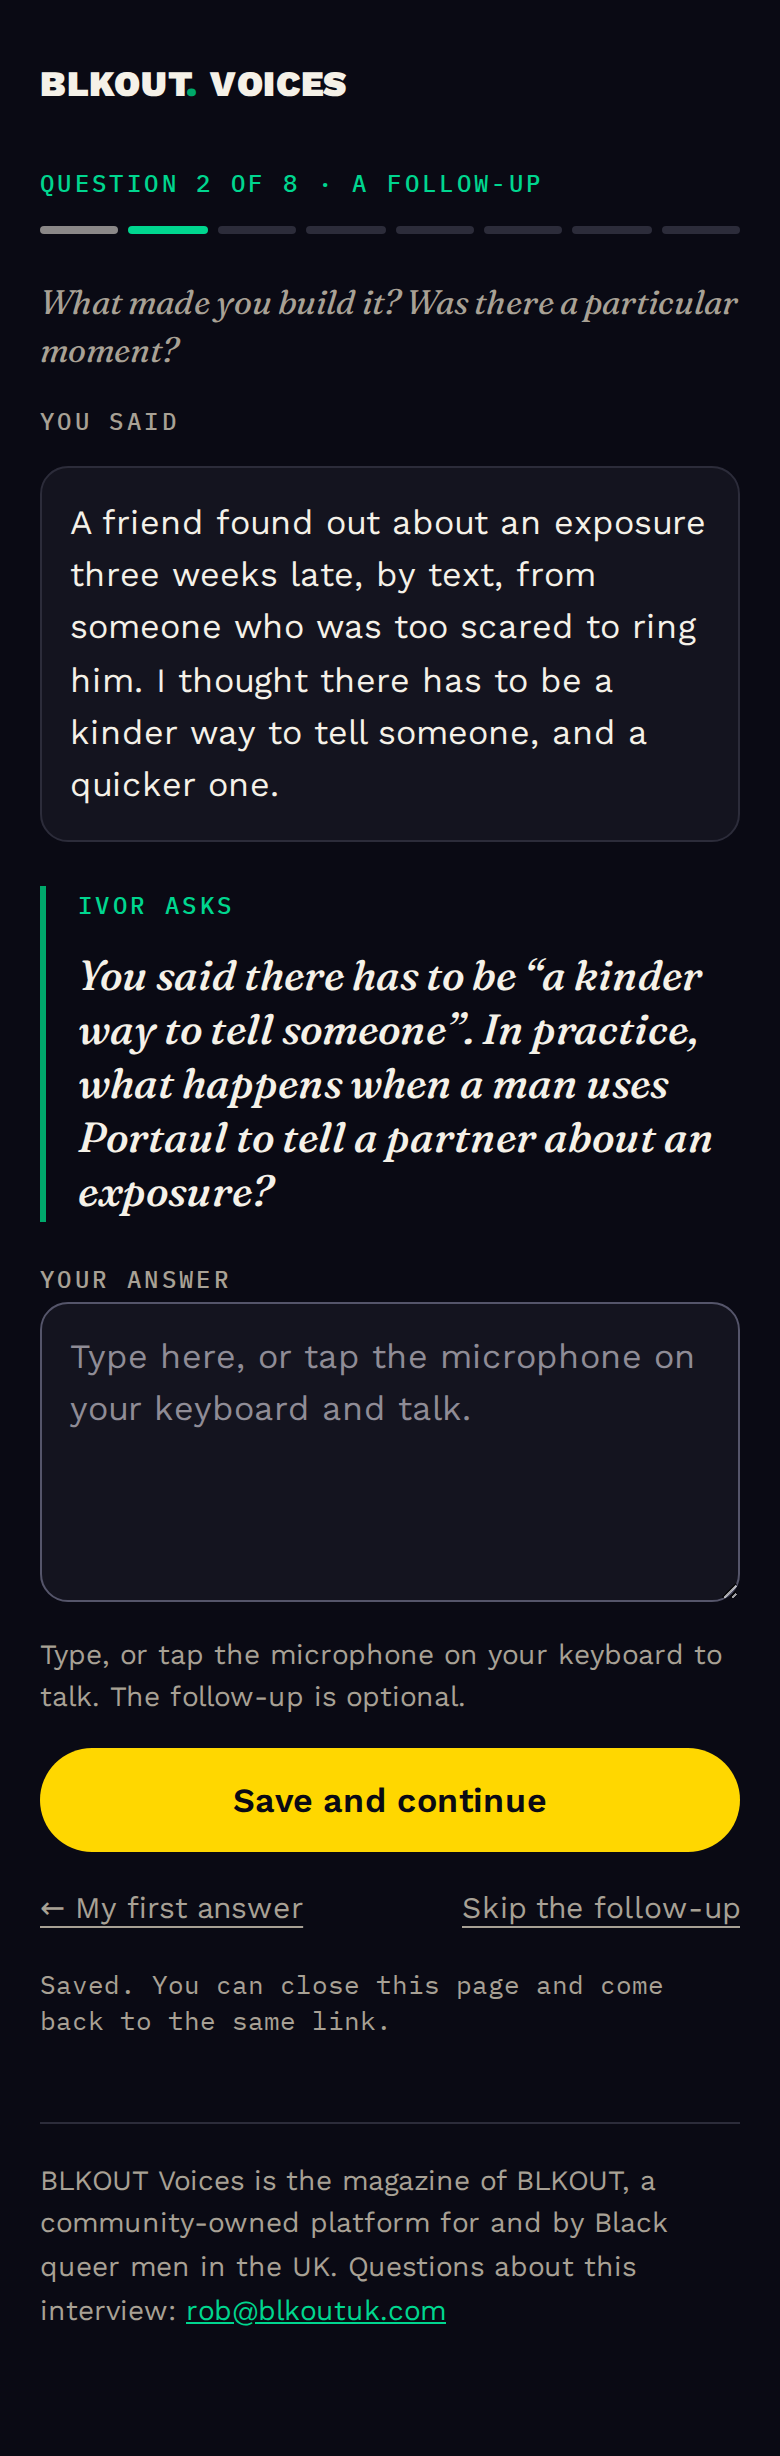 BLKOUT. VOICES
QUESTION 2 OF 8 · A FOLLOW-UP
What made you build it? Was there a particular
moment?
YOU SAID
A friend found out about an exposure
three weeks late, by text, from
someone who was too scared to ring
him. I thought there has to be a
kinder way to tell someone, and a
quicker one.
IVOR ASKS
You said there has to be “a kinder
way to tell someone”. In practice,
what happens when a man uses
Portaul to tell a partner about an
exposure?
YOUR ANSWER
Type here, or tap the microphone on
your keyboard and talk.
Type, or tap the microphone on your keyboard to
talk. The follow-up is optional.
Save and continue
← My first answer
Skip the follow-up
Saved. You can close this page and come
back to the same link.
BLKOUT Voices is the magazine of BLKOUT, a
community-owned platform for and by Black
queer men in the UK. Questions about this
interview: rob@blkoutuk.com